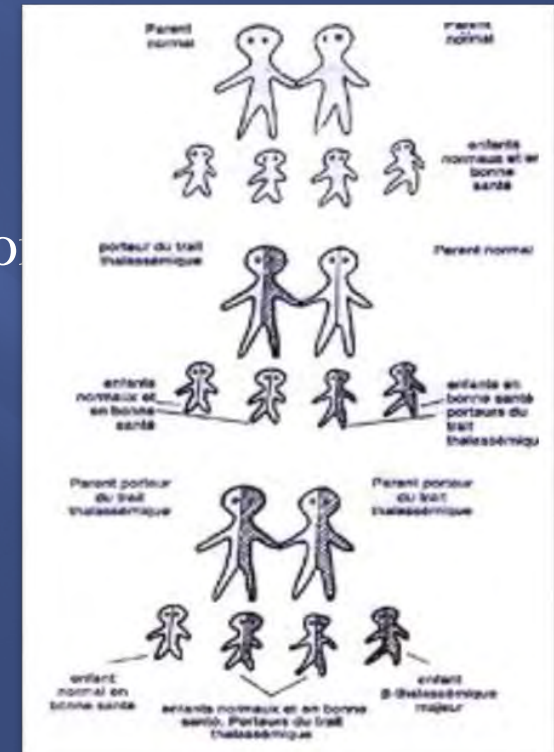 Parent
normal
Parent
normal
enfants
normaux et en
bonne
santé
or
porteur du trait
thalassémique
Parent normal
enfants
normaux et
en bonne
santé
enfants en
bonne santé
porteurs du
trait
thalassémiqu
Parent porteur
du trait
thalassémique
Parent porteur
du trait
thalassémique
enfant
normal en
bonne santé
enfants normaux et en bonne
santé. Porteurs du trait
thalassémique
enfant
β-thalassémique
majeur